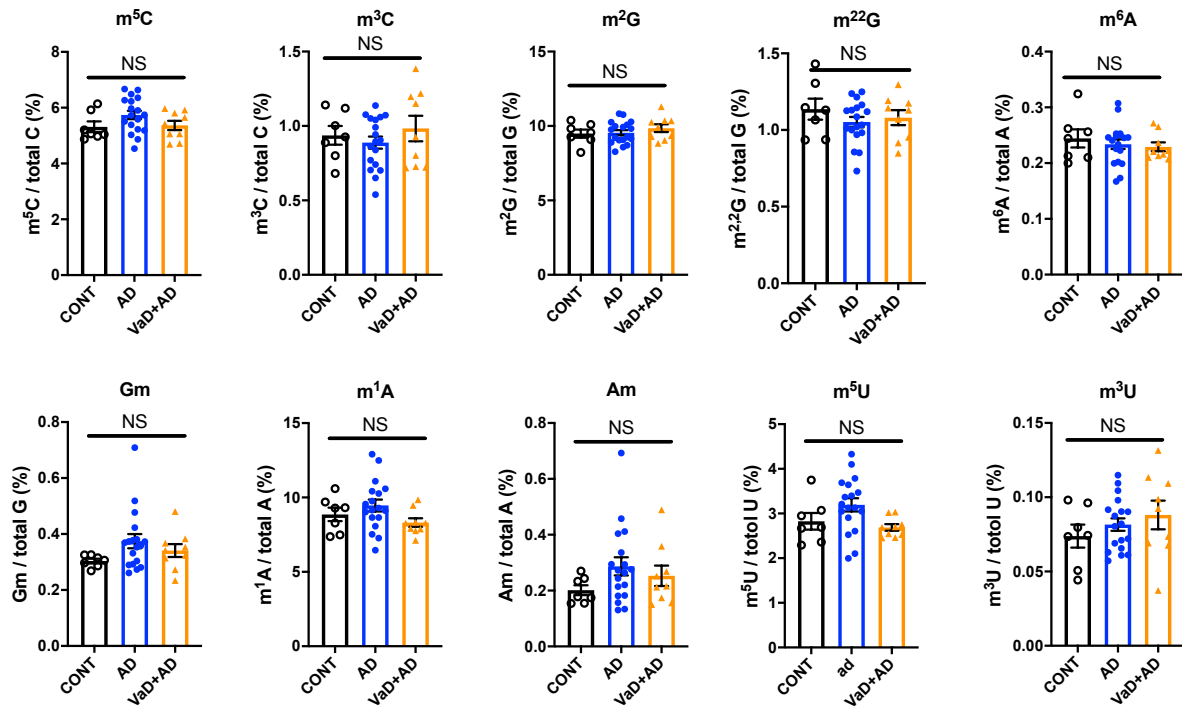 m⁵C
NS
m⁵C / total C (%)
8
6
4
2
0
CONT
AD
VaD+AD
m³C
NS
m³C / total C (%)
1.5
1.0
0.5
0.0
CONT
AD
VaD+AD
m²G
NS
m²G / total G (%)
15
10
5
0
CONT
AD
VaD+AD
m²²G
NS
m²,²G / total G (%)
1.5
1.0
0.5
0.0
CONT
AD
VaD+AD
m⁶A
NS
m⁶A / total A (%)
0.4
0.3
0.2
0.1
0.0
CONT
AD
VaD+AD
Gm
NS
Gm / total G (%)
0.8
0.6
0.4
0.2
0.0
CONT
AD
VaD+AD
m¹A
NS
m¹A / total A (%)
15
10
5
0
CONT
AD
VaD+AD
Am
NS
Am / total A (%)
0.8
0.6
0.4
0.2
0.0
CONT
AD
VaD+AD
m⁵U
NS
m⁵U / totol U (%)
5
4
3
2
1
0
CONT
ad
VaD+AD
m³U
NS
m³U / totol U (%)
0.15
0.10
0.05
0.00
CONT
AD
VaD+AD